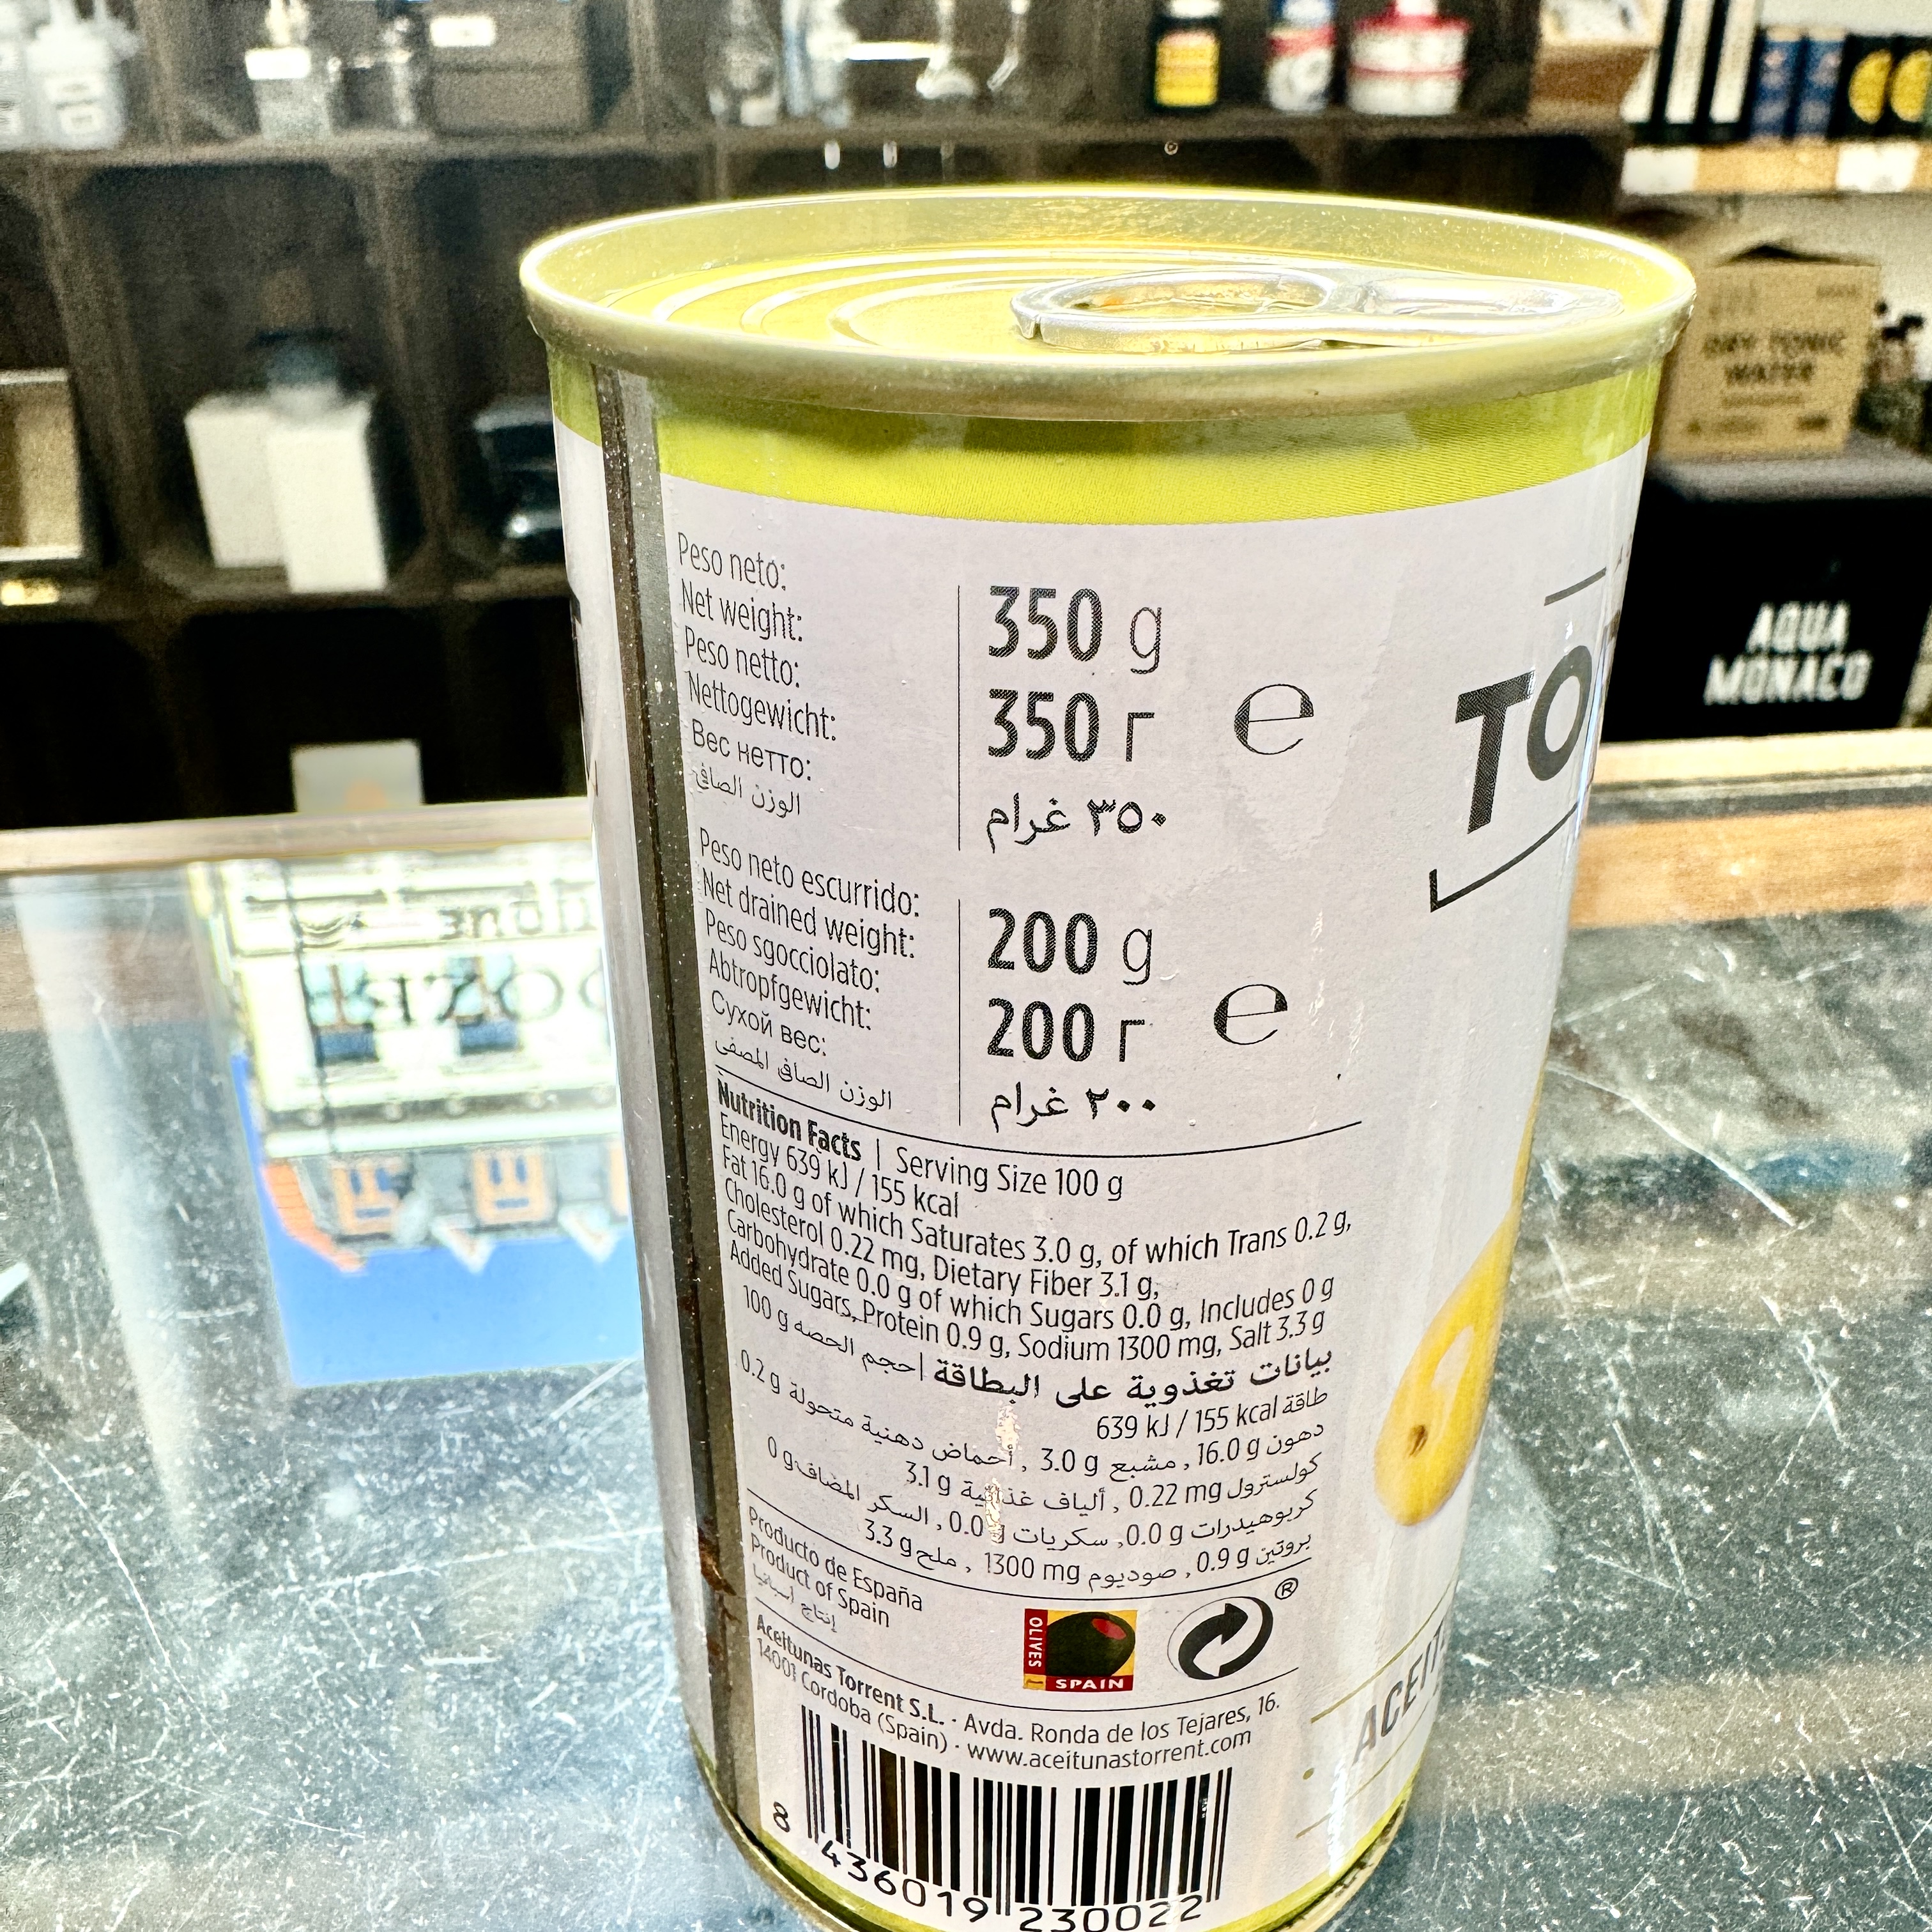 DRY TONIC
WATER
AQUA
MONACO
Peso neto:
Net weight:
Peso netto:
Nettogewicht:
Вес нетто:
الوزن الصافي
350 g
350 г
٣٥٠ غرام
e
TO
Peso neto escurrido:
Net drained weight:
Peso sgocciolato:
Abtropfgewicht:
Сухой вес:
الوزن الصافي المصفى
200 g
200 г
٢٠٠ غرام
e
Nutrition Facts | Serving Size 100 g
Energy 639 kJ / 155 kcal
Fat 16.0 g of which Saturates 3.0 g, of which Trans 0.2 g,
Cholesterol 0.22 mg, Dietary Fiber 3.1 g,
Carbohydrate 0.0 g of which Sugars 0.0 g, Includes 0 g
Added Sugars, Protein 0.9 g, Sodium 1300 mg, Salt 3.3 g
بيانات تغذوية على البطاقة | حجم الحصه 100 g
طاقة 639 kJ / 155 kcal
دهون 16.0 g , مشبع 3.0 g , أحماض دهنية متحولة 0.2 g
كولسترول 0.22 mg , ألياف غذائية 3.1 g
كربوهيدرات 0.0 g, سكريات 0.0 g , السكر المضاف 0 g
بروتين 0.9 g , صوديوم 1300 mg , ملح 3.3 g
Producto de España
Product of Spain
إنتاج إسبانيا
OLIVES
SPAIN
®
Aceitunas Torrent S.L. - Avda. Ronda de los Tejares, 16.
14001 Cordoba (Spain) - www.aceitunastorrent.com
ACEIT
8 436019 230022